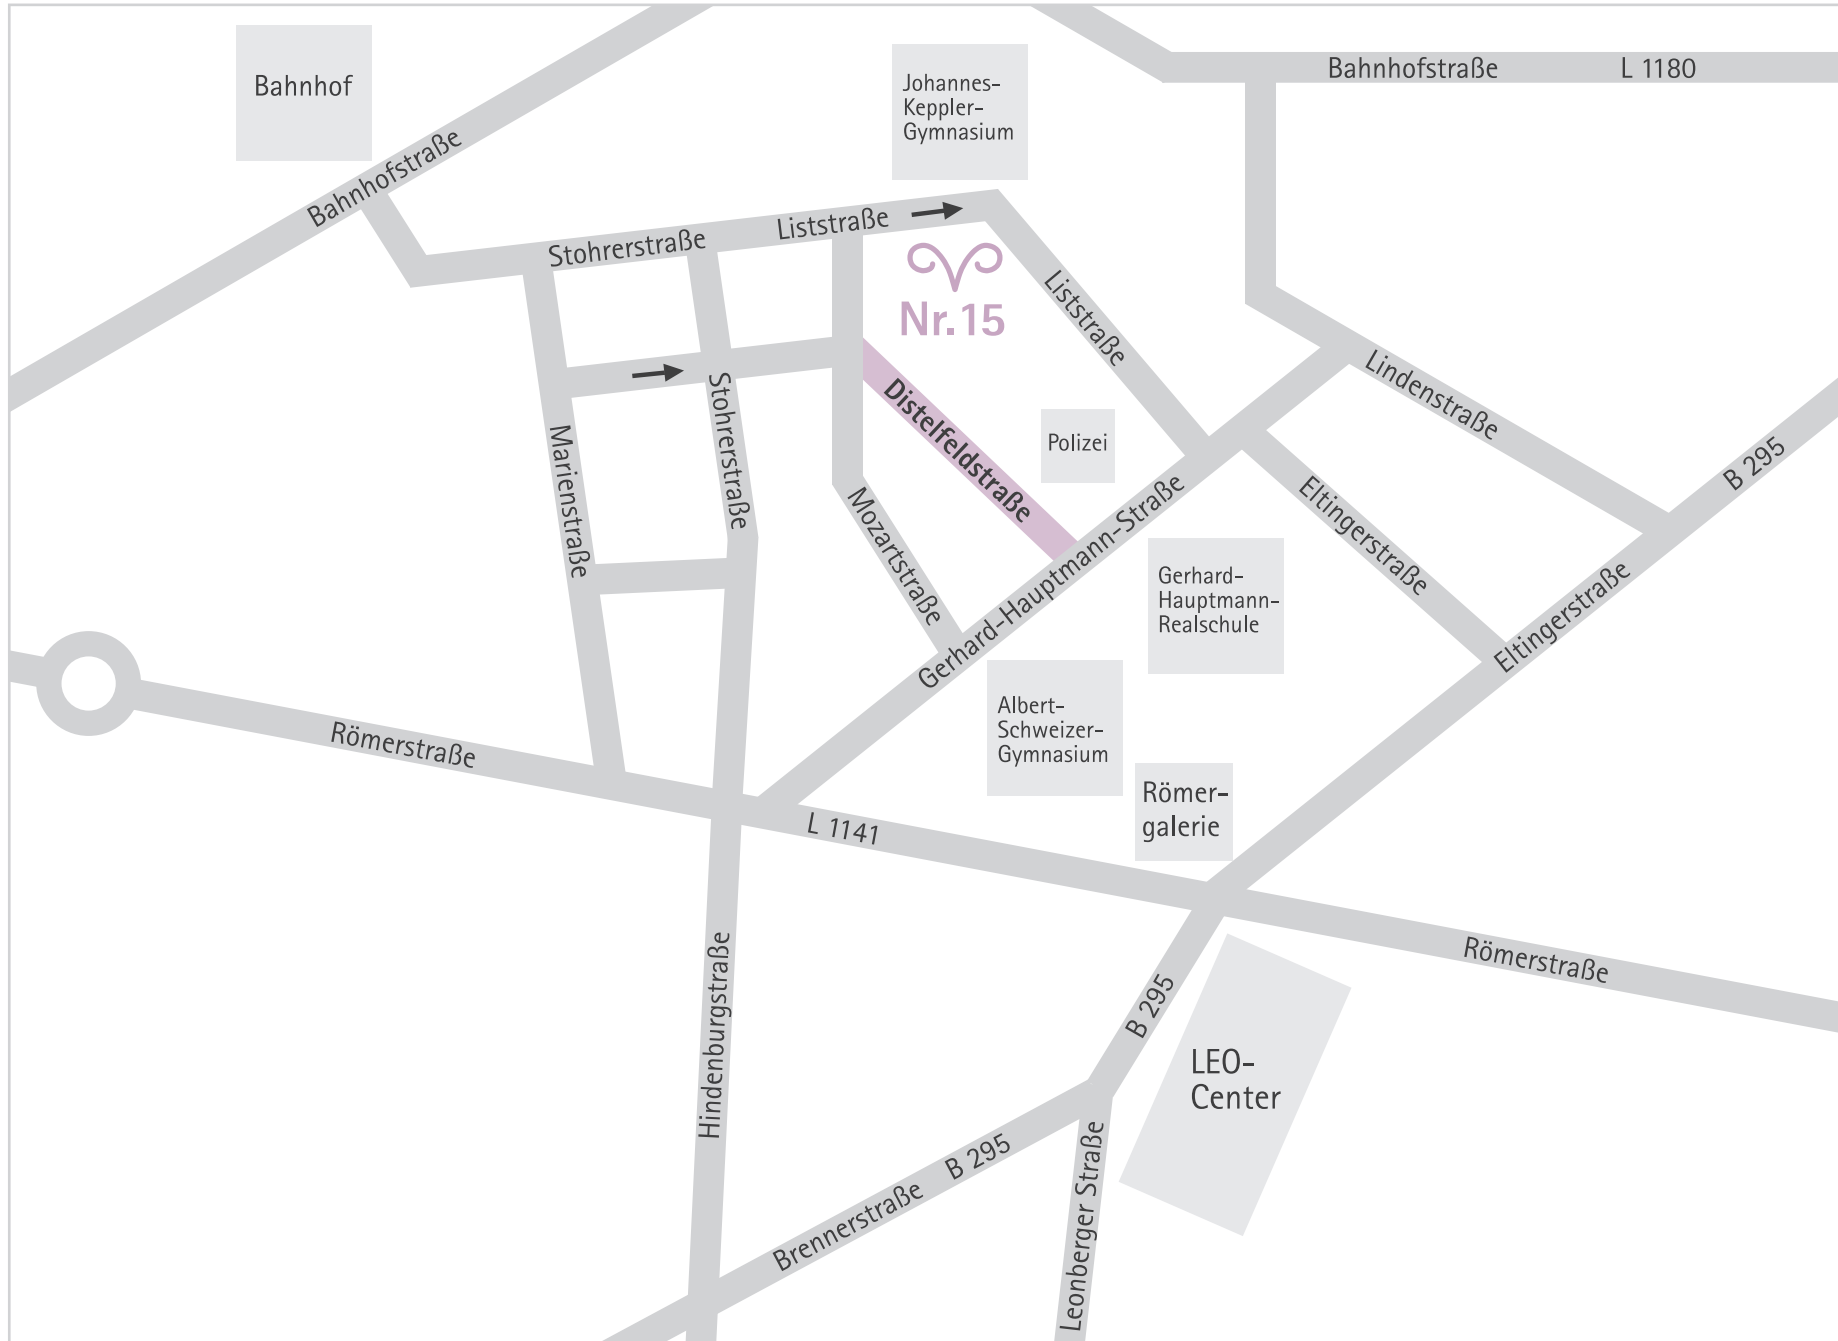 Bahnhof
Johannes-
Keppler-
Gymnasium
Bahnhofstraße
L 1180
Bahnhofstraße
Stohrerstraße
Liststraße
Nr.15
Liststraße
Distelfeldstraße
Polizei
Lindenstraße
B 295
Marienstraße
Stohrerstraße
Mozartstraße
Gerhard-Hauptmann-Straße
Eltingerstraße
Gerhard-
Hauptmann-
Realschule
Eltingerstraße
Albert-
Schweizer-
Gymnasium
Römerstraße
Römer-
galerie
L 1141
Hindenburgstraße
Römerstraße
B 295
LEO-
Center
Brennerstraße
B 295
Leonberger Straße